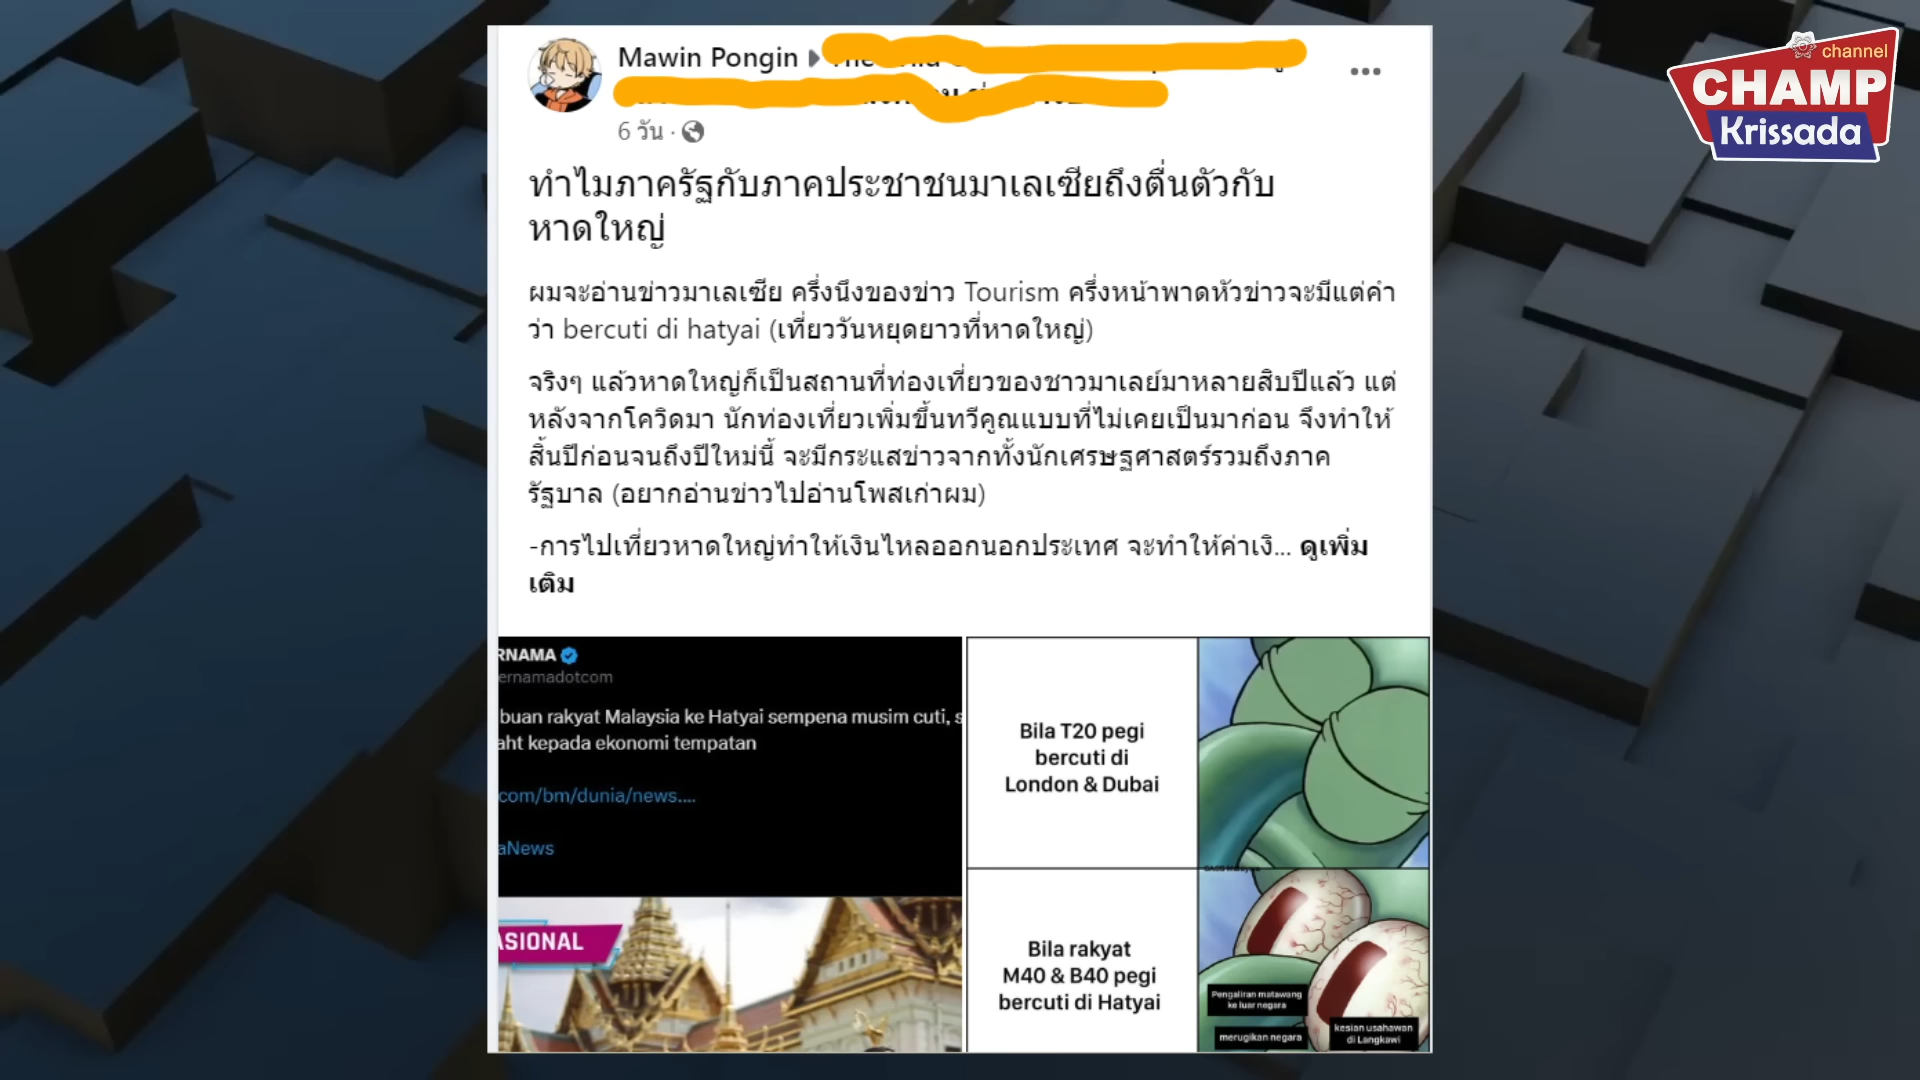 channel
CHAMP
Krissada
Mawin Pongin
6 วัน ·
ทำไมภาครัฐกับภาคประชาชนมาเลเซียถึงตื่นตัวกับ
หาดใหญ่
ผมจะอ่านข่าวมาเลเซีย ครึ่งนึงของข่าว Tourism ครึ่งหน้าพาดหัวข่าวจะมีแต่คำ
ว่า bercuti di hatyai (เที่ยววันหยุดยาวที่หาดใหญ่)
จริงๆ แล้วหาดใหญ่ก็เป็นสถานที่ท่องเที่ยวของชาวมาเลย์มาหลายสิบปีแล้ว แต่
หลังจากโควิดมา นักท่องเที่ยวเพิ่มขึ้นทวีคูณแบบที่ไม่เคยเป็นมาก่อน จึงทำให้
สิ้นปีก่อนจนถึงปีใหม่นี้ จะมีกระแสข่าวจากทั้งนักเศรษฐศาสตร์รวมถึงภาค
รัฐบาล (อยากอ่านข่าวไปอ่านโพสเก่าผม)
-การไปเที่ยวหาดใหญ่ทำให้เงินไหลออกนอกประเทศ จะทำให้ค่าเงิ... ดูเพิ่ม
เติม
RNAMA
ernamadotcom
buan rakyat Malaysia ke Hatyai sempena musim cuti, s
aht kepada ekonomi tempatan
com/bm/dunia/news....
aNews
ASIONAL
Bila T20 pegi
bercuti di
London & Dubai
Bila rakyat
M40 & B40 pegi
bercuti di Hatyai
Pengaliran matawang
ke luar negara
merugikan negara
kesian usahawan
di Langkawi